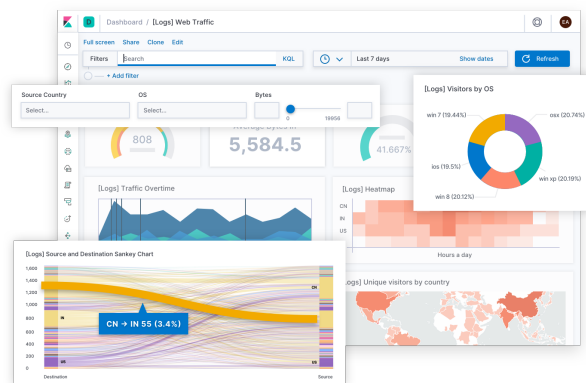 D Dashboard / [Logs] Web Traffic
EA
Full screen Share Clone Edit
Filters Search KQL Last 7 days Show dates Refresh
+ Add filter
Source Country OS Bytes
Select... Select... 0 19958
[Logs] Visitors by OS
win 7 (19.44%) osx (20.74%)
ios (19.5%) win xp (20.19%)
win 8 (20.12%)
808
Average Bytes In
5,584.5
41.667%
[Logs] Traffic Overtime
[Logs] Heatmap
CN
IN
US
Hours a day
[Logs] Source and Destination Sankey Chart
1,600
1,400
1,200
1,000
800
600
400
200
0
CN
IN
US
US
CN → IN 55 (3.4%)
Destination Source
[Logs] Unique visitors by country